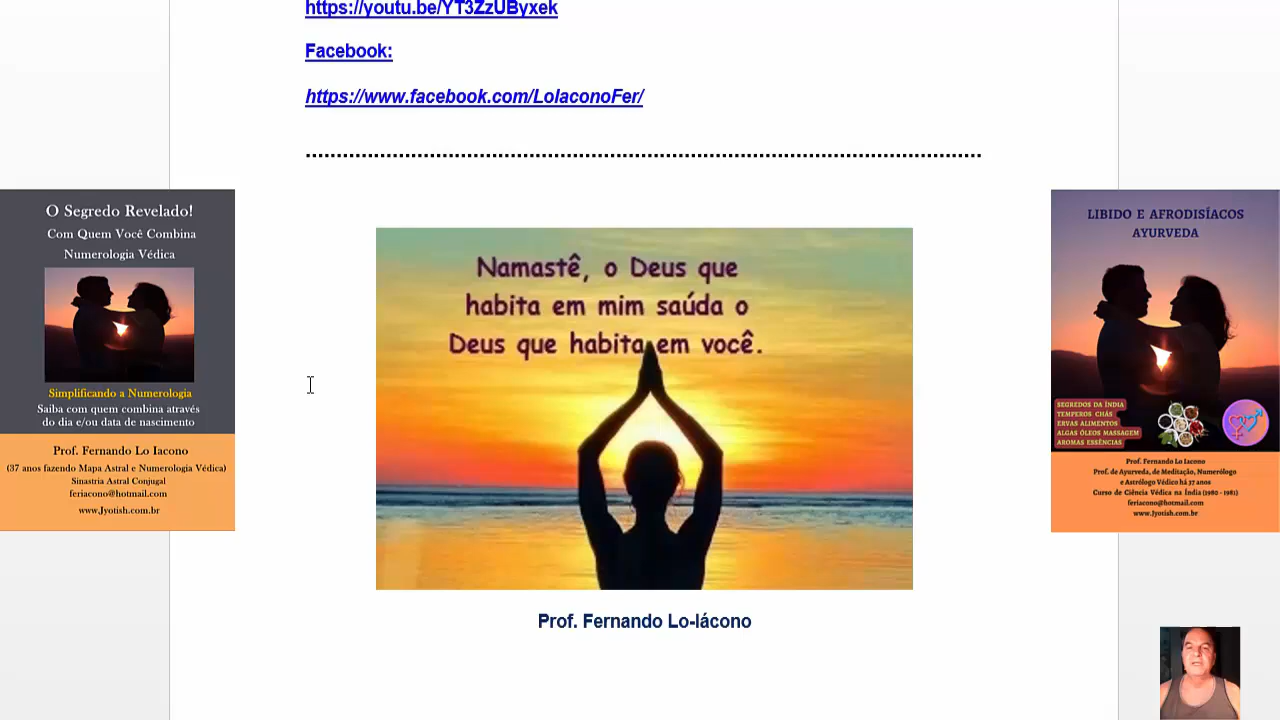 https://youtu.be/YT3ZzUByxek
Facebook:
https://www.facebook.com/LoIaconoFer/
O Segredo Revelado!
Com Quem Você Combina
Numerologia Védica
Simplificando a Numerologia
Saiba com quem combina através
do dia e/ou data de nascimento
Prof. Fernando Lo Iacono
(37 anos fazendo Mapa Astral e Numerologia Védica)
Sinastria Astral Conjugal
feriacono@hotmail.com
www.Jyotish.com.br
Namastê, o Deus que
habita em mim saúda o
Deus que habita em você.
Prof. Fernando Lo-Iácono
LIBIDO E AFRODISÍACOS
AYURVEDA
SEGREDOS DA ÍNDIA
TEMPEROS CHÁS
ERVAS ALIMENTOS
ALGAS ÓLEOS MASSAGEM
AROMAS ESSÊNCIAS
Prof. Fernando Lo Iacono
Prof. de Ayurveda, de Meditação, Numerólogo
e Astrólogo Védico há 37 anos
Curso de Ciência Védica na Índia (1980 - 1981)
feriacono@hotmail.com
www.Jyotish.com.br